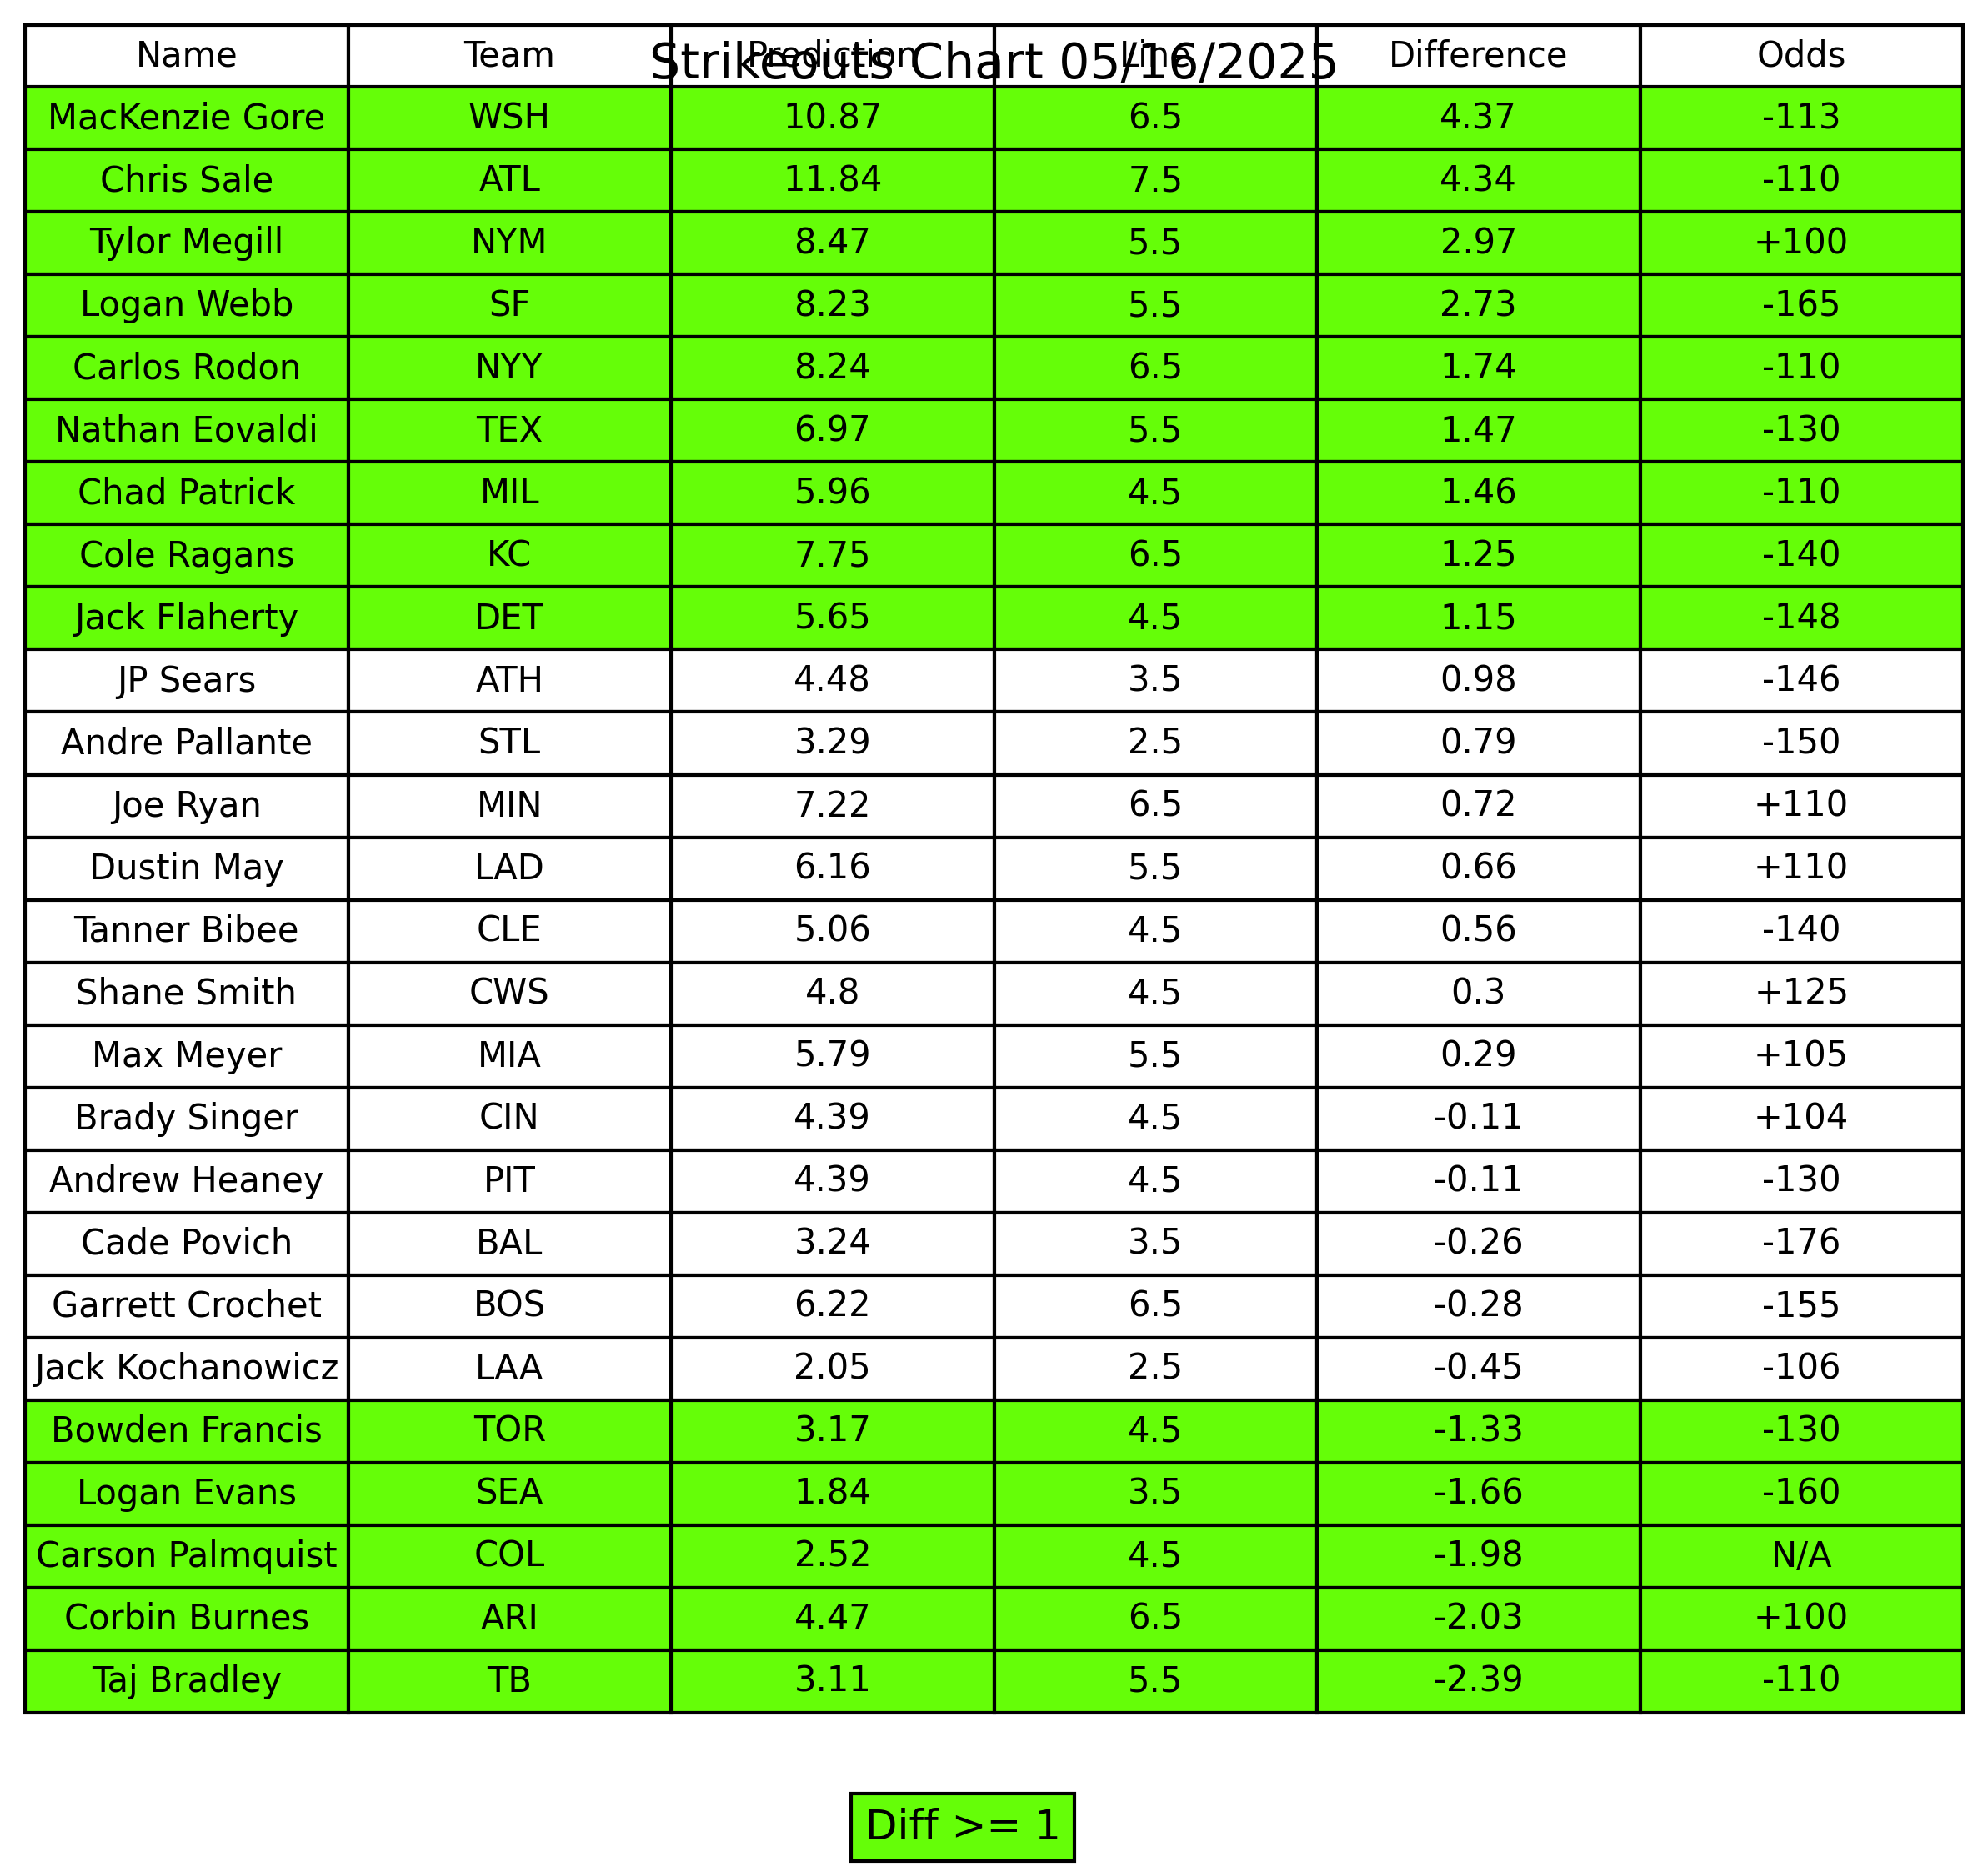 Strikeouts Chart 05/16/2025
Name Team Prediction Line Difference Odds
MacKenzie Gore WSH 10.87 6.5 4.37 -113
Chris Sale ATL 11.84 7.5 4.34 -110
Tylor Megill NYM 8.47 5.5 2.97 +100
Logan Webb SF 8.23 5.5 2.73 -165
Carlos Rodon NYY 8.24 6.5 1.74 -110
Nathan Eovaldi TEX 6.97 5.5 1.47 -130
Chad Patrick MIL 5.96 4.5 1.46 -110
Cole Ragans KC 7.75 6.5 1.25 -140
Jack Flaherty DET 5.65 4.5 1.15 -148
JP Sears ATH 4.48 3.5 0.98 -146
Andre Pallante STL 3.29 2.5 0.79 -150
Joe Ryan MIN 7.22 6.5 0.72 +110
Dustin May LAD 6.16 5.5 0.66 +110
Tanner Bibee CLE 5.06 4.5 0.56 -140
Shane Smith CWS 4.8 4.5 0.3 +125
Max Meyer MIA 5.79 5.5 0.29 +105
Brady Singer CIN 4.39 4.5 -0.11 +104
Andrew Heaney PIT 4.39 4.5 -0.11 -130
Cade Povich BAL 3.24 3.5 -0.26 -176
Garrett Crochet BOS 6.22 6.5 -0.28 -155
Jack Kochanowicz LAA 2.05 2.5 -0.45 -106
Bowden Francis TOR 3.17 4.5 -1.33 -130
Logan Evans SEA 1.84 3.5 -1.66 -160
Carson Palmquist COL 2.52 4.5 -1.98 N/A
Corbin Burnes ARI 4.47 6.5 -2.03 +100
Taj Bradley TB 3.11 5.5 -2.39 -110
Diff >= 1